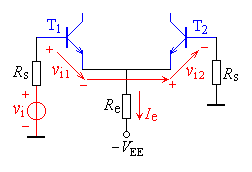 T1 T2
+ −
Rs vi1 vi2 Rs
+ − +
vi Re Ie
−
−VEE